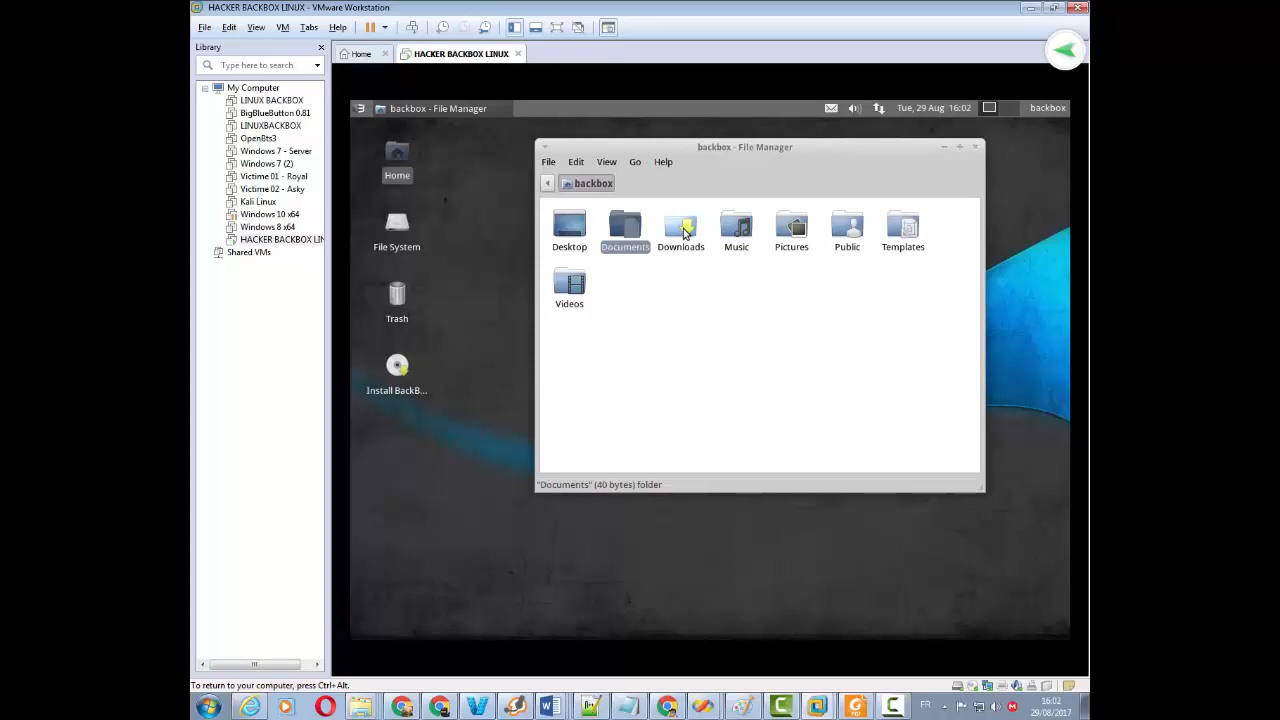 HACKER BACKBOX LINUX - VMware Workstation
File Edit View VM Tabs Help
Library
Type here to search
My Computer
LINUX BACKBOX
BigBlueButton 0.81
LINUXBACKBOX
OpenBts3
Windows 7 - Server
Windows 7 (2)
Victime 01 - Royal
Victime 02 - Asky
Kali Linux
Windows 10 x64
Windows 8 x64
HACKER BACKBOX LIN
Shared VMs
Home
HACKER BACKBOX LINUX
backbox - File Manager
Tue, 29 Aug 16:02
backbox
Home
File System
Trash
Install BackB...
backbox - File Manager
File Edit View Go Help
backbox
Desktop Documents Downloads Music Pictures Public Templates
Videos
"Documents" (40 bytes) folder
To return to your computer, press Ctrl+Alt.
FR
16:02
29/08/2017